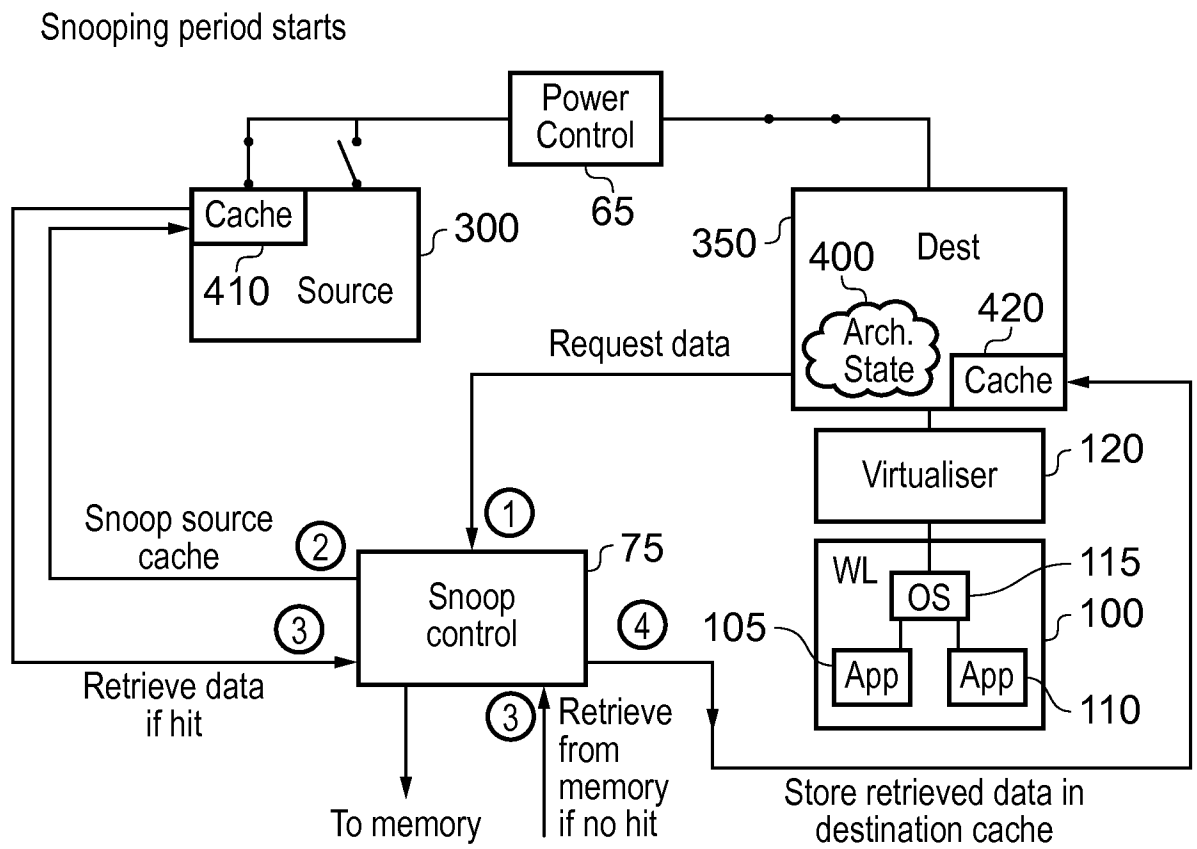 Snooping period starts
Power
Control
65
Cache
410
Source
300
350
Dest
400
Arch.
State
420
Cache
Request data
Virtualiser
120
Snoop source
cache
2
1
75
Snoop
control
WL
OS
115
100
105
App
App
110
3
Retrieve data
if hit
4
3
Retrieve
from
memory
if no hit
To memory
Store retrieved data in
destination cache